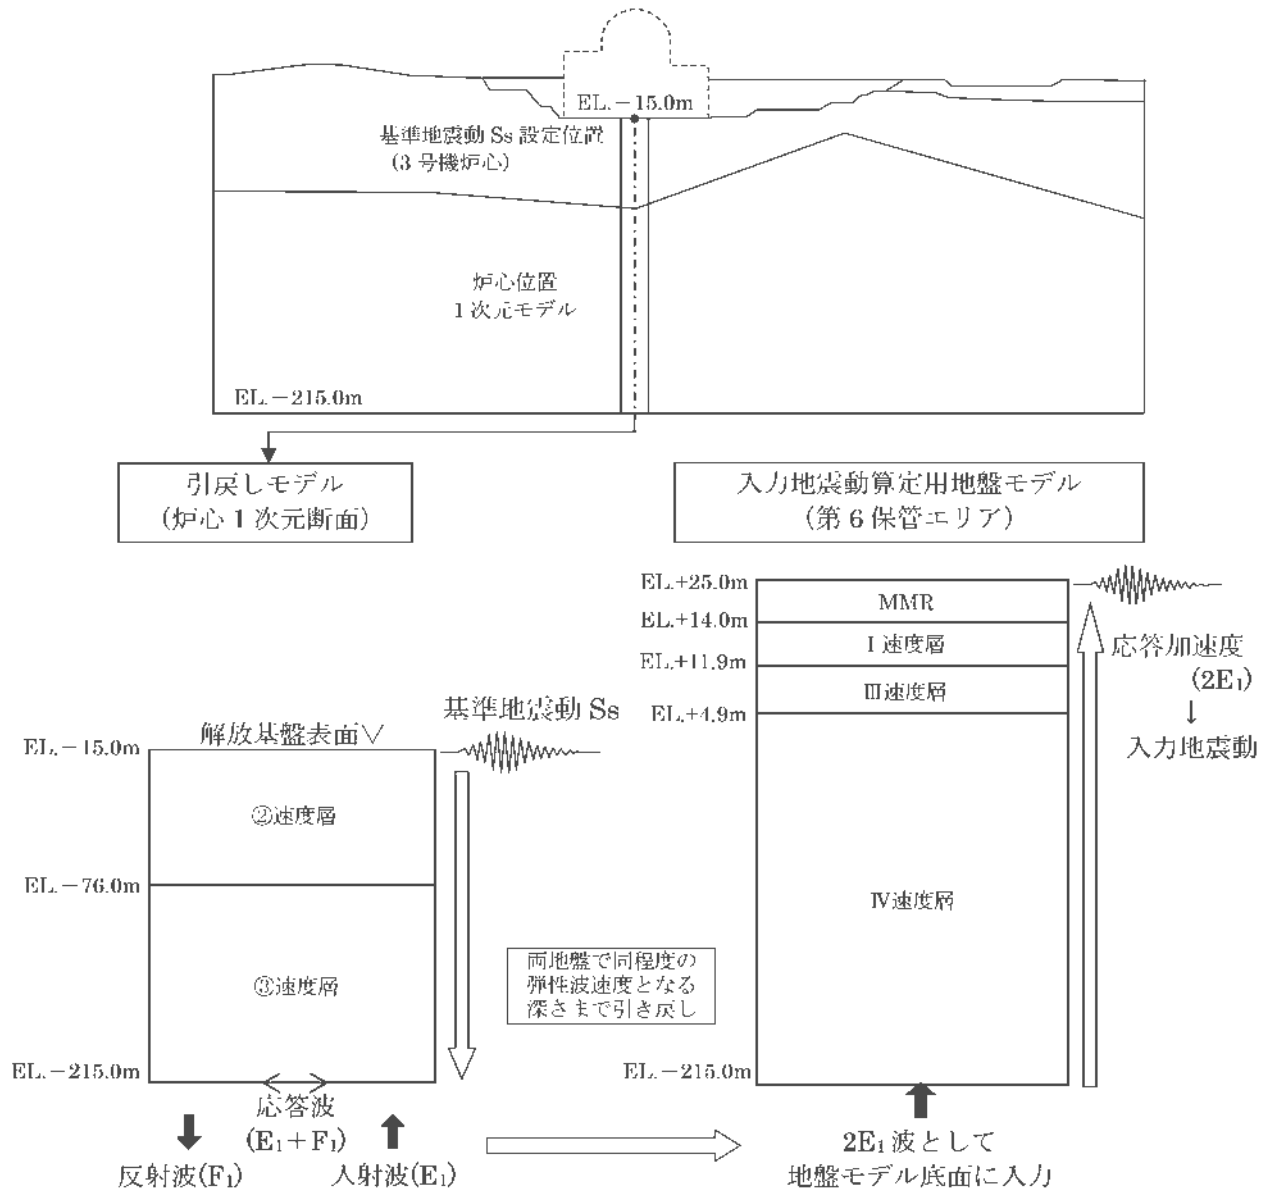 EL.－15.0m
基準地震動 Ss 設定位置
(3 号機炉心)
炉心位置
1 次元モデル
EL.－215.0m
引戻しモデル
(炉心 1 次元断面)
入力地震動算定用地盤モデル
(第 6 保管エリア)
EL.+25.0m
MMR
EL.+14.0m
Ⅰ速度層
EL.+11.9m
Ⅲ速度層
EL.+4.9m
Ⅳ速度層
EL.－215.0m
応答加速度
(2E₁)
↓
入力地震動
基準地震動 Ss
解放基盤表面▽
EL.－15.0m
②速度層
EL.－76.0m
③速度層
EL.－215.0m
両地盤で同程度の
弾性波速度となる
深さまで引き戻し
応答波
(E₁＋F₁)
反射波(F₁)
入射波(E₁)
2E₁ 波として
地盤モデル底面に入力